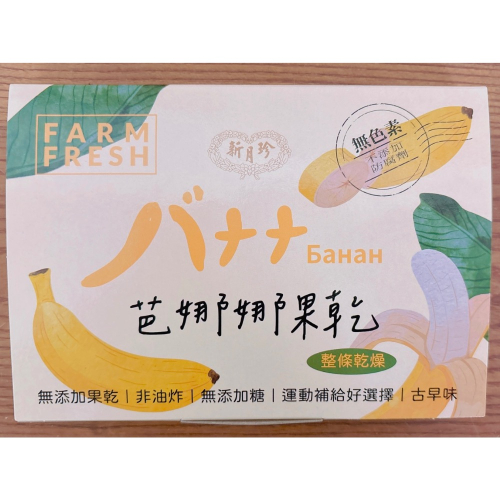 FARM
FRESH
新月珍
無色素
不添加
防腐劑
バナナ
Банан
芭娜娜果乾
整條乾燥
無添加果乾|非油炸|無添加糖|運動補給好選擇|古早味